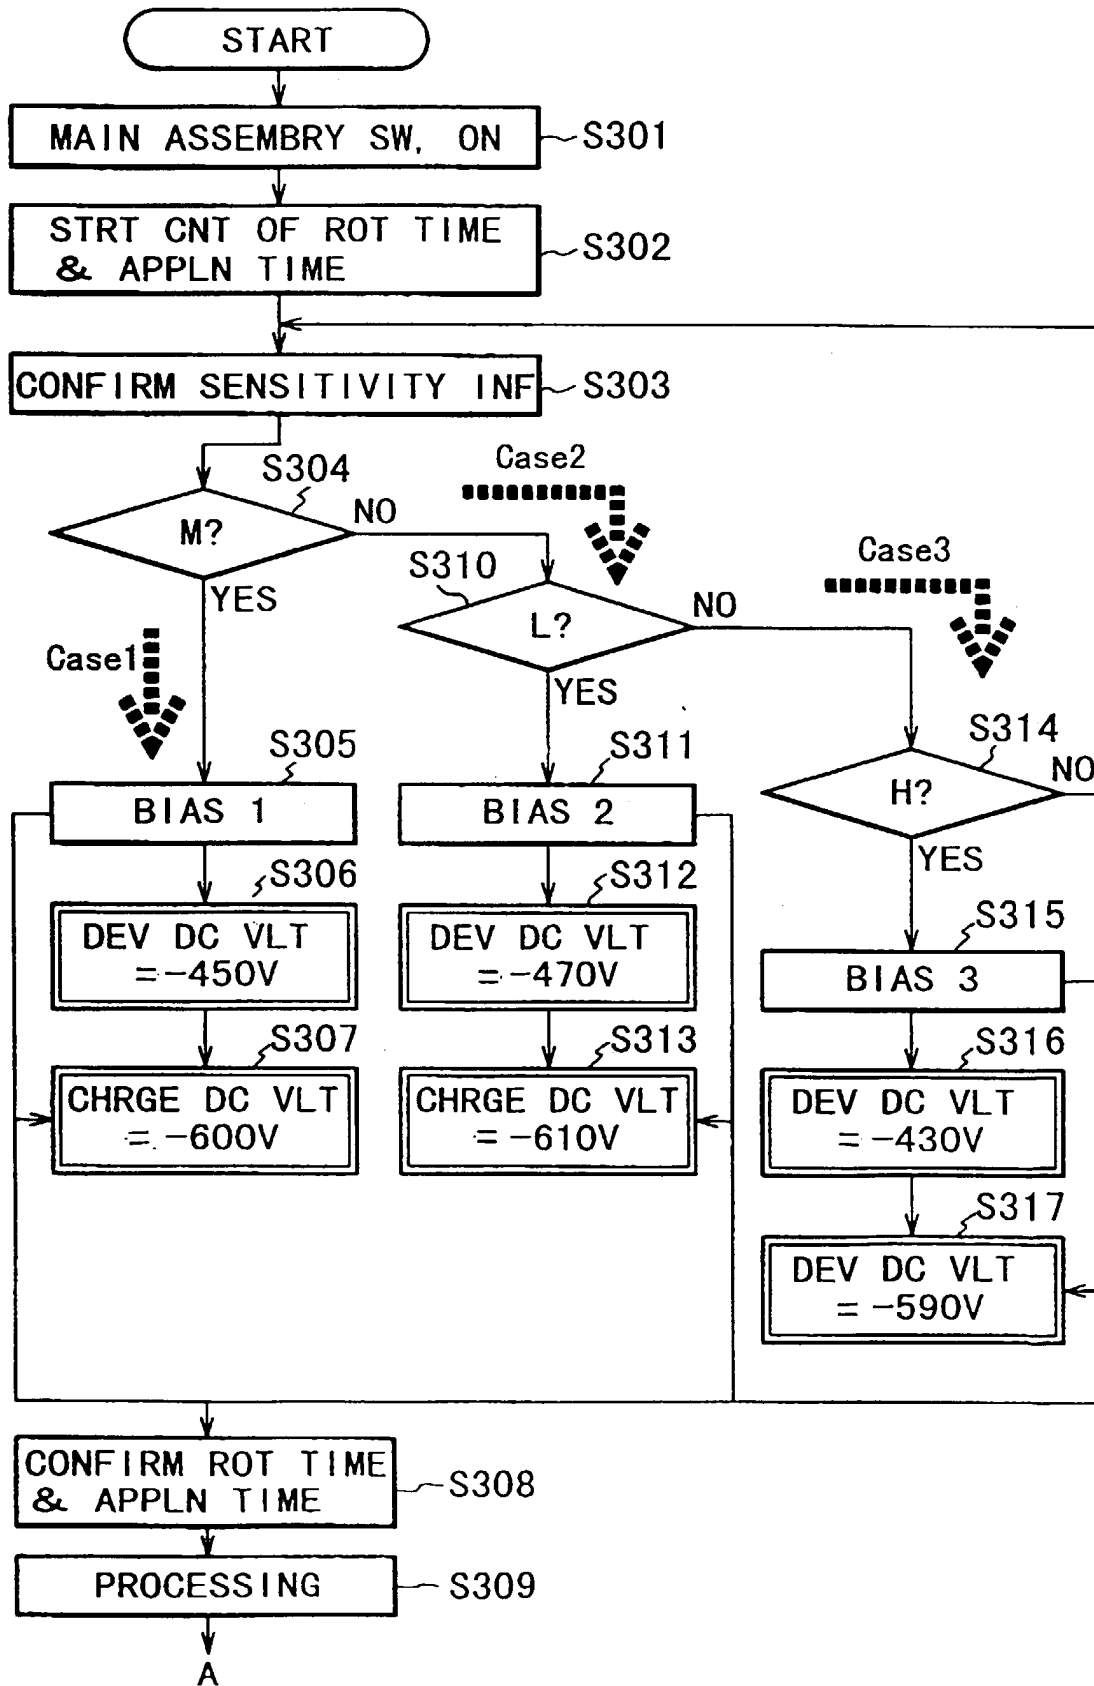 START
MAIN ASSEMBRY SW, ON
S301
STRT CNT OF ROT TIME
& APPLN TIME
S302
CONFIRM SENSITIVITY INF
S303
S304
M?
NO
YES
Case1
Case2
S310
L?
NO
YES
Case3
S314
H?
NO
YES
S305
BIAS 1
S306
DEV DC VLT
=-450V
S307
CHRGE DC VLT
=-600V
S311
BIAS 2
S312
DEV DC VLT
=-470V
S313
CHRGE DC VLT
=-610V
S315
BIAS 3
S316
DEV DC VLT
=-430V
S317
DEV DC VLT
=-590V
CONFIRM ROT TIME
& APPLN TIME
S308
PROCESSING
S309
A